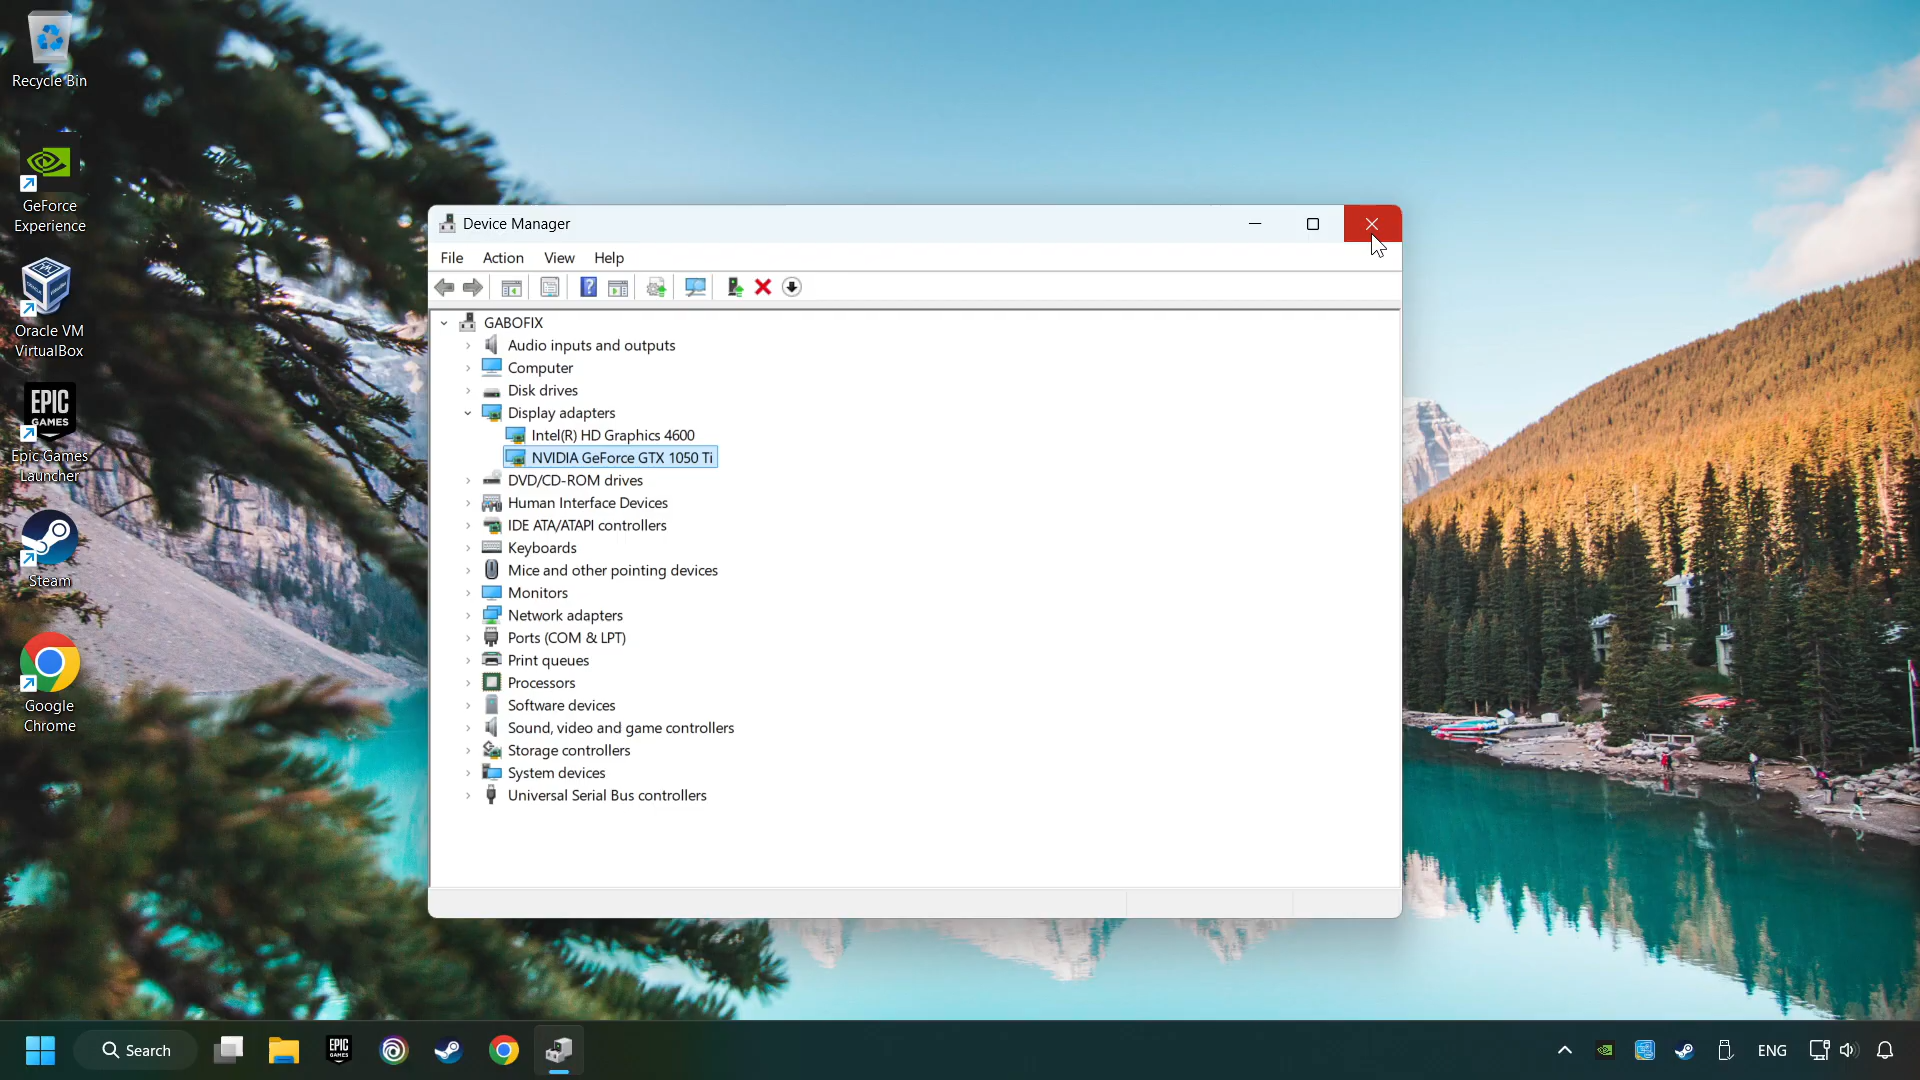 Recycle Bin
GeForce
Experience
Oracle VM
VirtualBox
EPIC
GAMES
Epic Games
Launcher
Steam
Google
Chrome
Device Manager
File Action View Help
GABOFIX
Audio inputs and outputs
Computer
Disk drives
Display adapters
Intel(R) HD Graphics 4600
NVIDIA GeForce GTX 1050 Ti
DVD/CD-ROM drives
Human Interface Devices
IDE ATA/ATAPI controllers
Keyboards
Mice and other pointing devices
Monitors
Network adapters
Ports (COM & LPT)
Print queues
Processors
Software devices
Sound, video and game controllers
Storage controllers
System devices
Universal Serial Bus controllers
Search
EPIC
GAMES
ENG